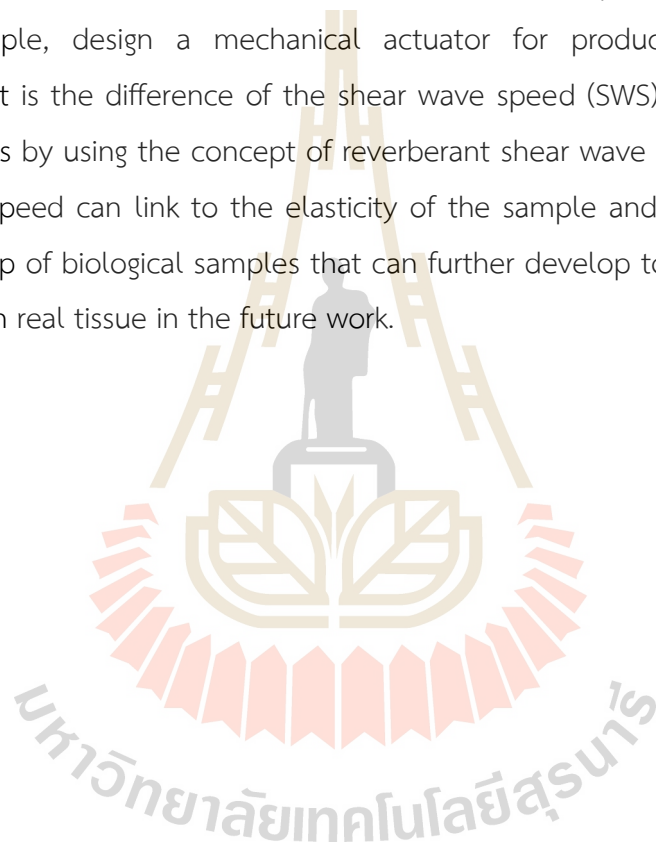 ple, design a mechanical actuator for produc
t is the difference of the shear wave speed (SWS)
s by using the concept of reverberant shear wave
peed can link to the elasticity of the sample and
p of biological samples that can further develop to
n real tissue in the future work.
มหาวิทยาลัยเทคโนโลยีสุรนารี